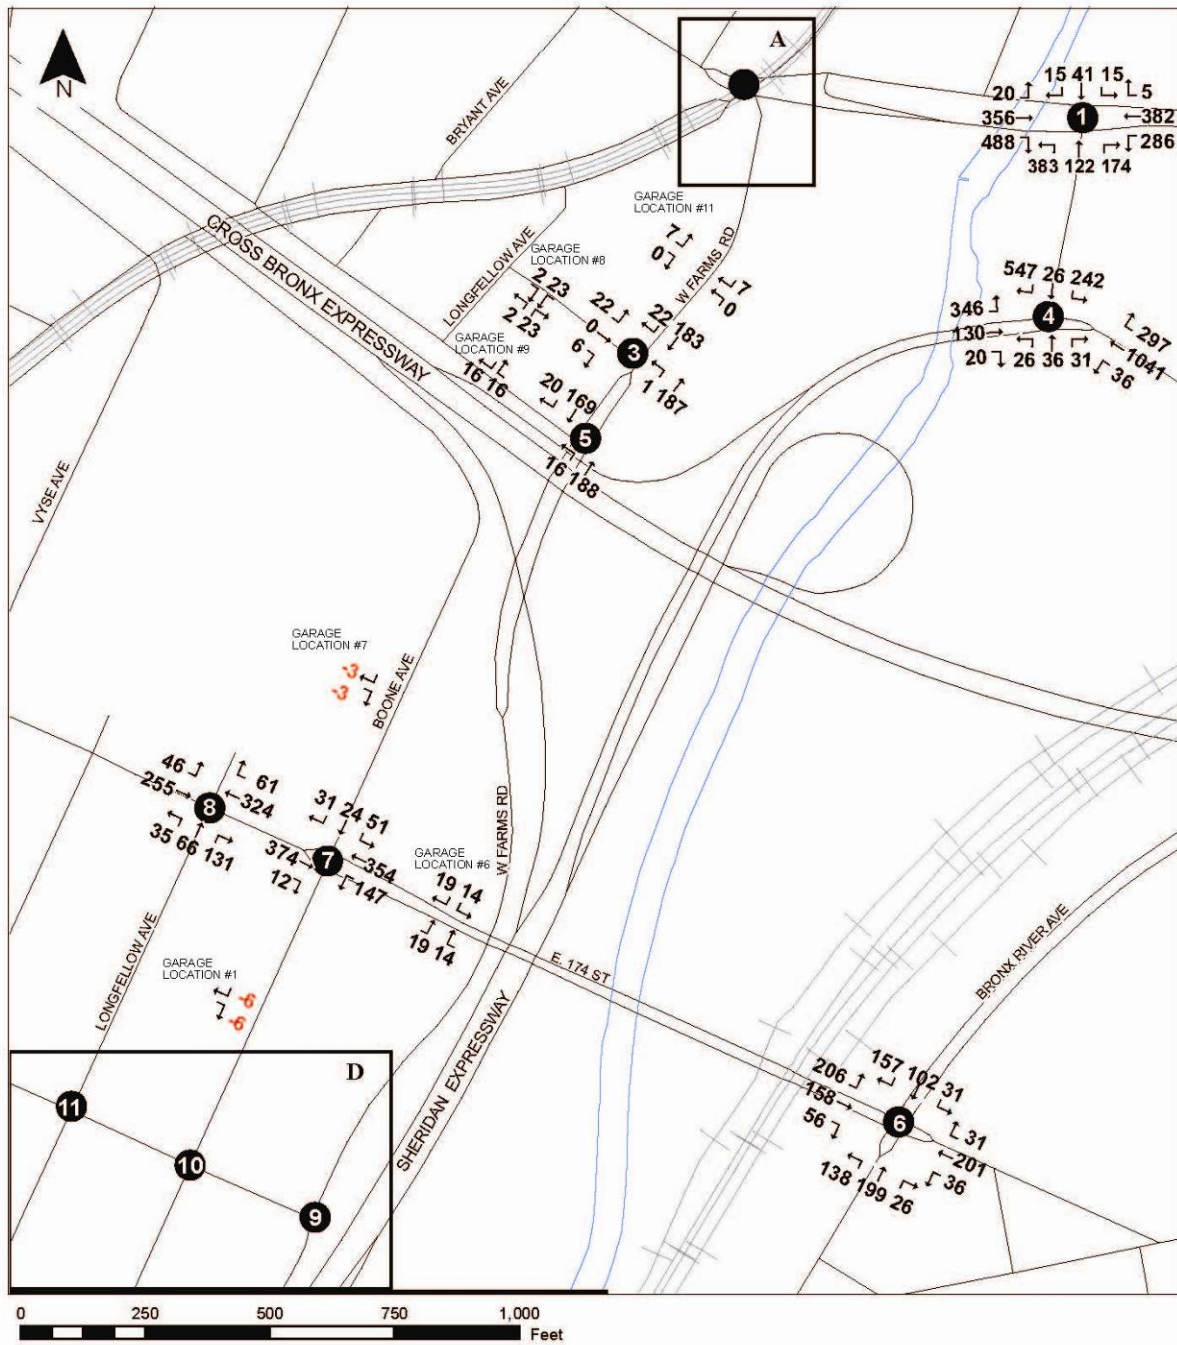 A
N
BRYANT AVE
15 41 15
20 5
356 1 382
488 286
383 122 174
GARAGE
LOCATION #11
7
0
W FARMS RD
7
0
CROSS BRONX EXPRESSWAY
LONGFELLOW AVE
GARAGE
LOCATION #8
2 23
2 23
22
0
6
22 183
3
1 187
547 26 242
346 4 297
130 1041
20 26 36 31 36
GARAGE
LOCATION #9
16 16
20 169
5
16 188
VYSE AVE
GARAGE
LOCATION #7
-3
-3
BOONE AVE
46 61
255 8 324
35 66 131
31 24 51
374 7 354
12 147
GARAGE
LOCATION #6
19 14
19 14
W FARMS RD
LONGFELLOW AVE
GARAGE
LOCATION #1
-6
-6
E. 174 ST
BRONX RIVER AVE
SHERIDAN EXPRESSWAY
157 102 31
206 31
158 6 201
56 36
138 199 26
D
11
10
9
0 250 500 750 1,000
Feet